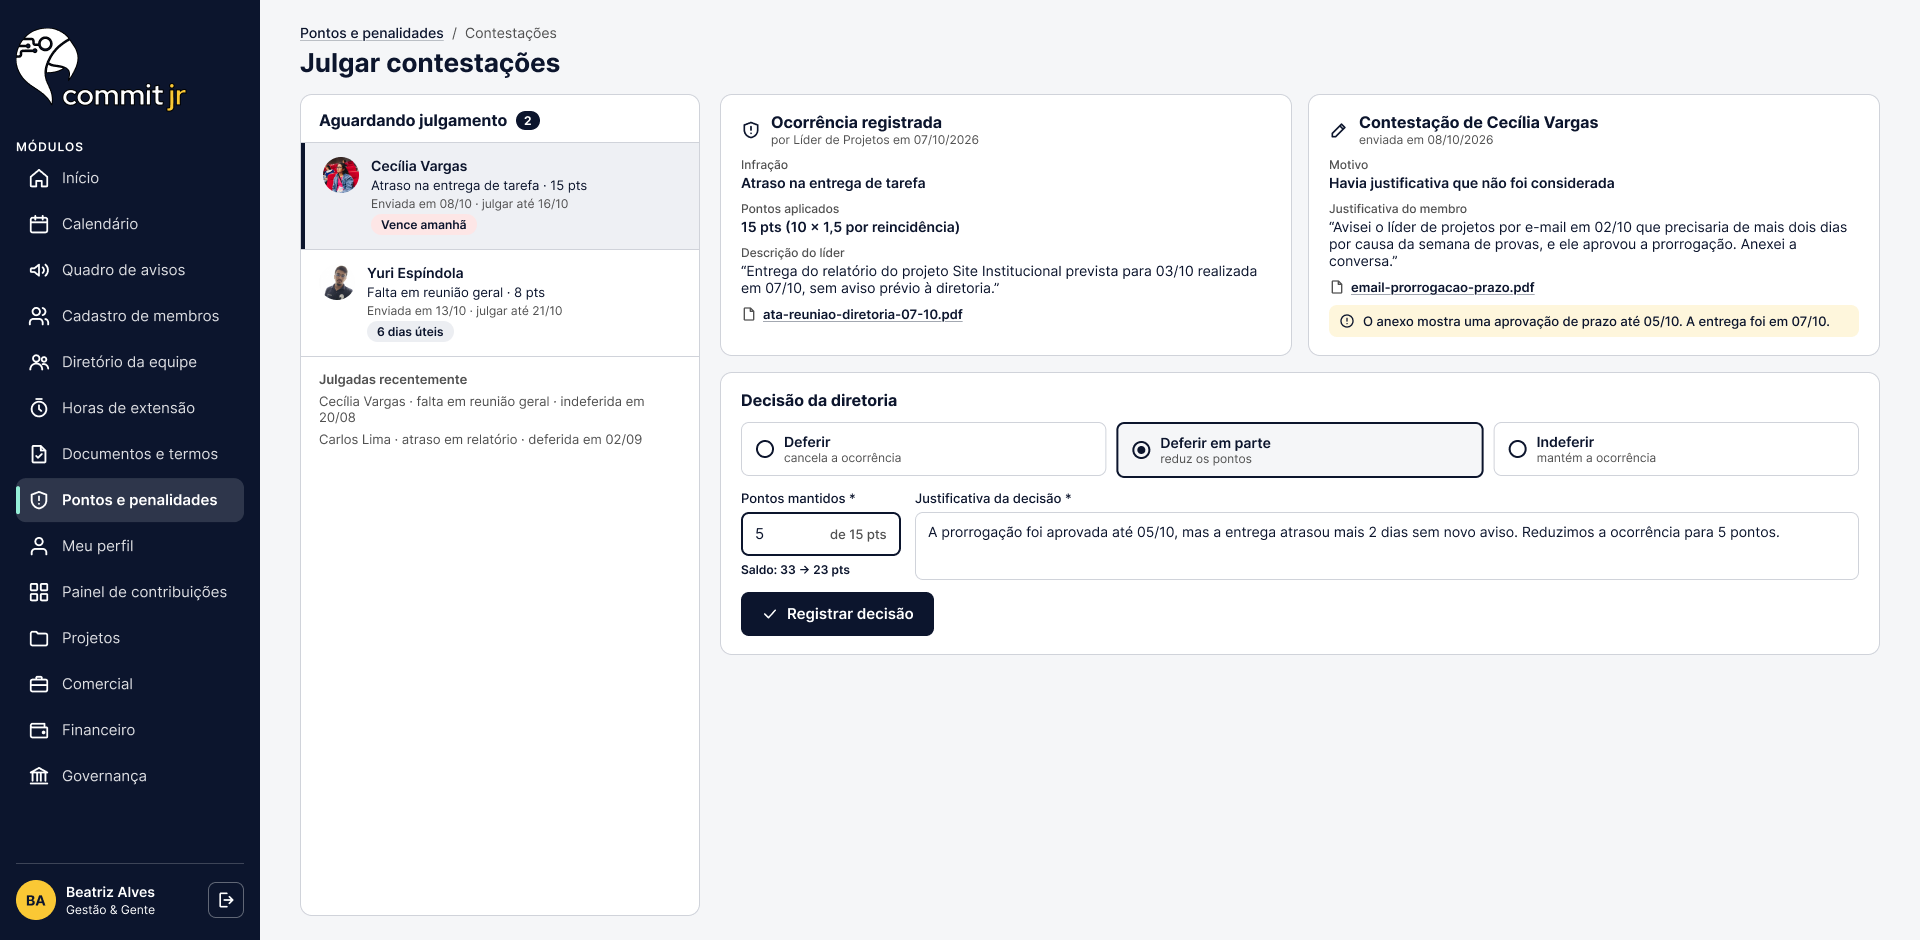 commit jr
MÓDULOS
Início
Calendário
Quadro de avisos
Cadastro de membros
Diretório da equipe
Horas de extensão
Documentos e termos
Pontos e penalidades
Meu perfil
Painel de contribuições
Projetos
Comercial
Financeiro
Governança
BA
Beatriz Alves
Gestão & Gente
Pontos e penalidades / Contestações
Julgar contestações
Aguardando julgamento 2
Cecília Vargas
Atraso na entrega de tarefa · 15 pts
Enviada em 08/10 · julgar até 16/10
Vence amanhã
Yuri Espíndola
Falta em reunião geral · 8 pts
Enviada em 13/10 · julgar até 21/10
6 dias úteis
Julgadas recentemente
Cecília Vargas · falta em reunião geral · indeferida em
20/08
Carlos Lima · atraso em relatório · deferida em 02/09
Ocorrência registrada
por Líder de Projetos em 07/10/2026
Infração
Atraso na entrega de tarefa
Pontos aplicados
15 pts (10 × 1,5 por reincidência)
Descrição do líder
“Entrega do relatório do projeto Site Institucional prevista para 03/10 realizada
em 07/10, sem aviso prévio à diretoria.”
ata-reuniao-diretoria-07-10.pdf
Contestação de Cecília Vargas
enviada em 08/10/2026
Motivo
Havia justificativa que não foi considerada
Justificativa do membro
“Avisei o líder de projetos por e-mail em 02/10 que precisaria de mais dois dias
por causa da semana de provas, e ele aprovou a prorrogação. Anexei a
conversa.”
email-prorrogacao-prazo.pdf
O anexo mostra uma aprovação de prazo até 05/10. A entrega foi em 07/10.
Decisão da diretoria
Deferir
cancela a ocorrência
Deferir em parte
reduz os pontos
Indeferir
mantém a ocorrência
Pontos mantidos *
5 de 15 pts
Saldo: 33 → 23 pts
Justificativa da decisão *
A prorrogação foi aprovada até 05/10, mas a entrega atrasou mais 2 dias sem novo aviso. Reduzimos a ocorrência para 5 pontos.
Registrar decisão